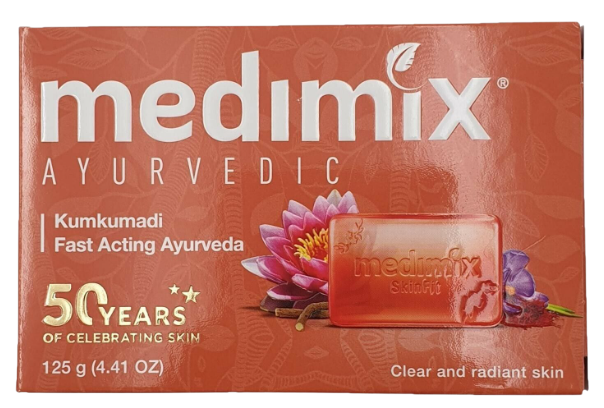 medimix®
AYURVEDIC
Kumkumadi
Fast Acting Ayurveda
medimix
50 YEARS
OF CELEBRATING SKIN
125 g (4.41 OZ)
Clear and radiant skin